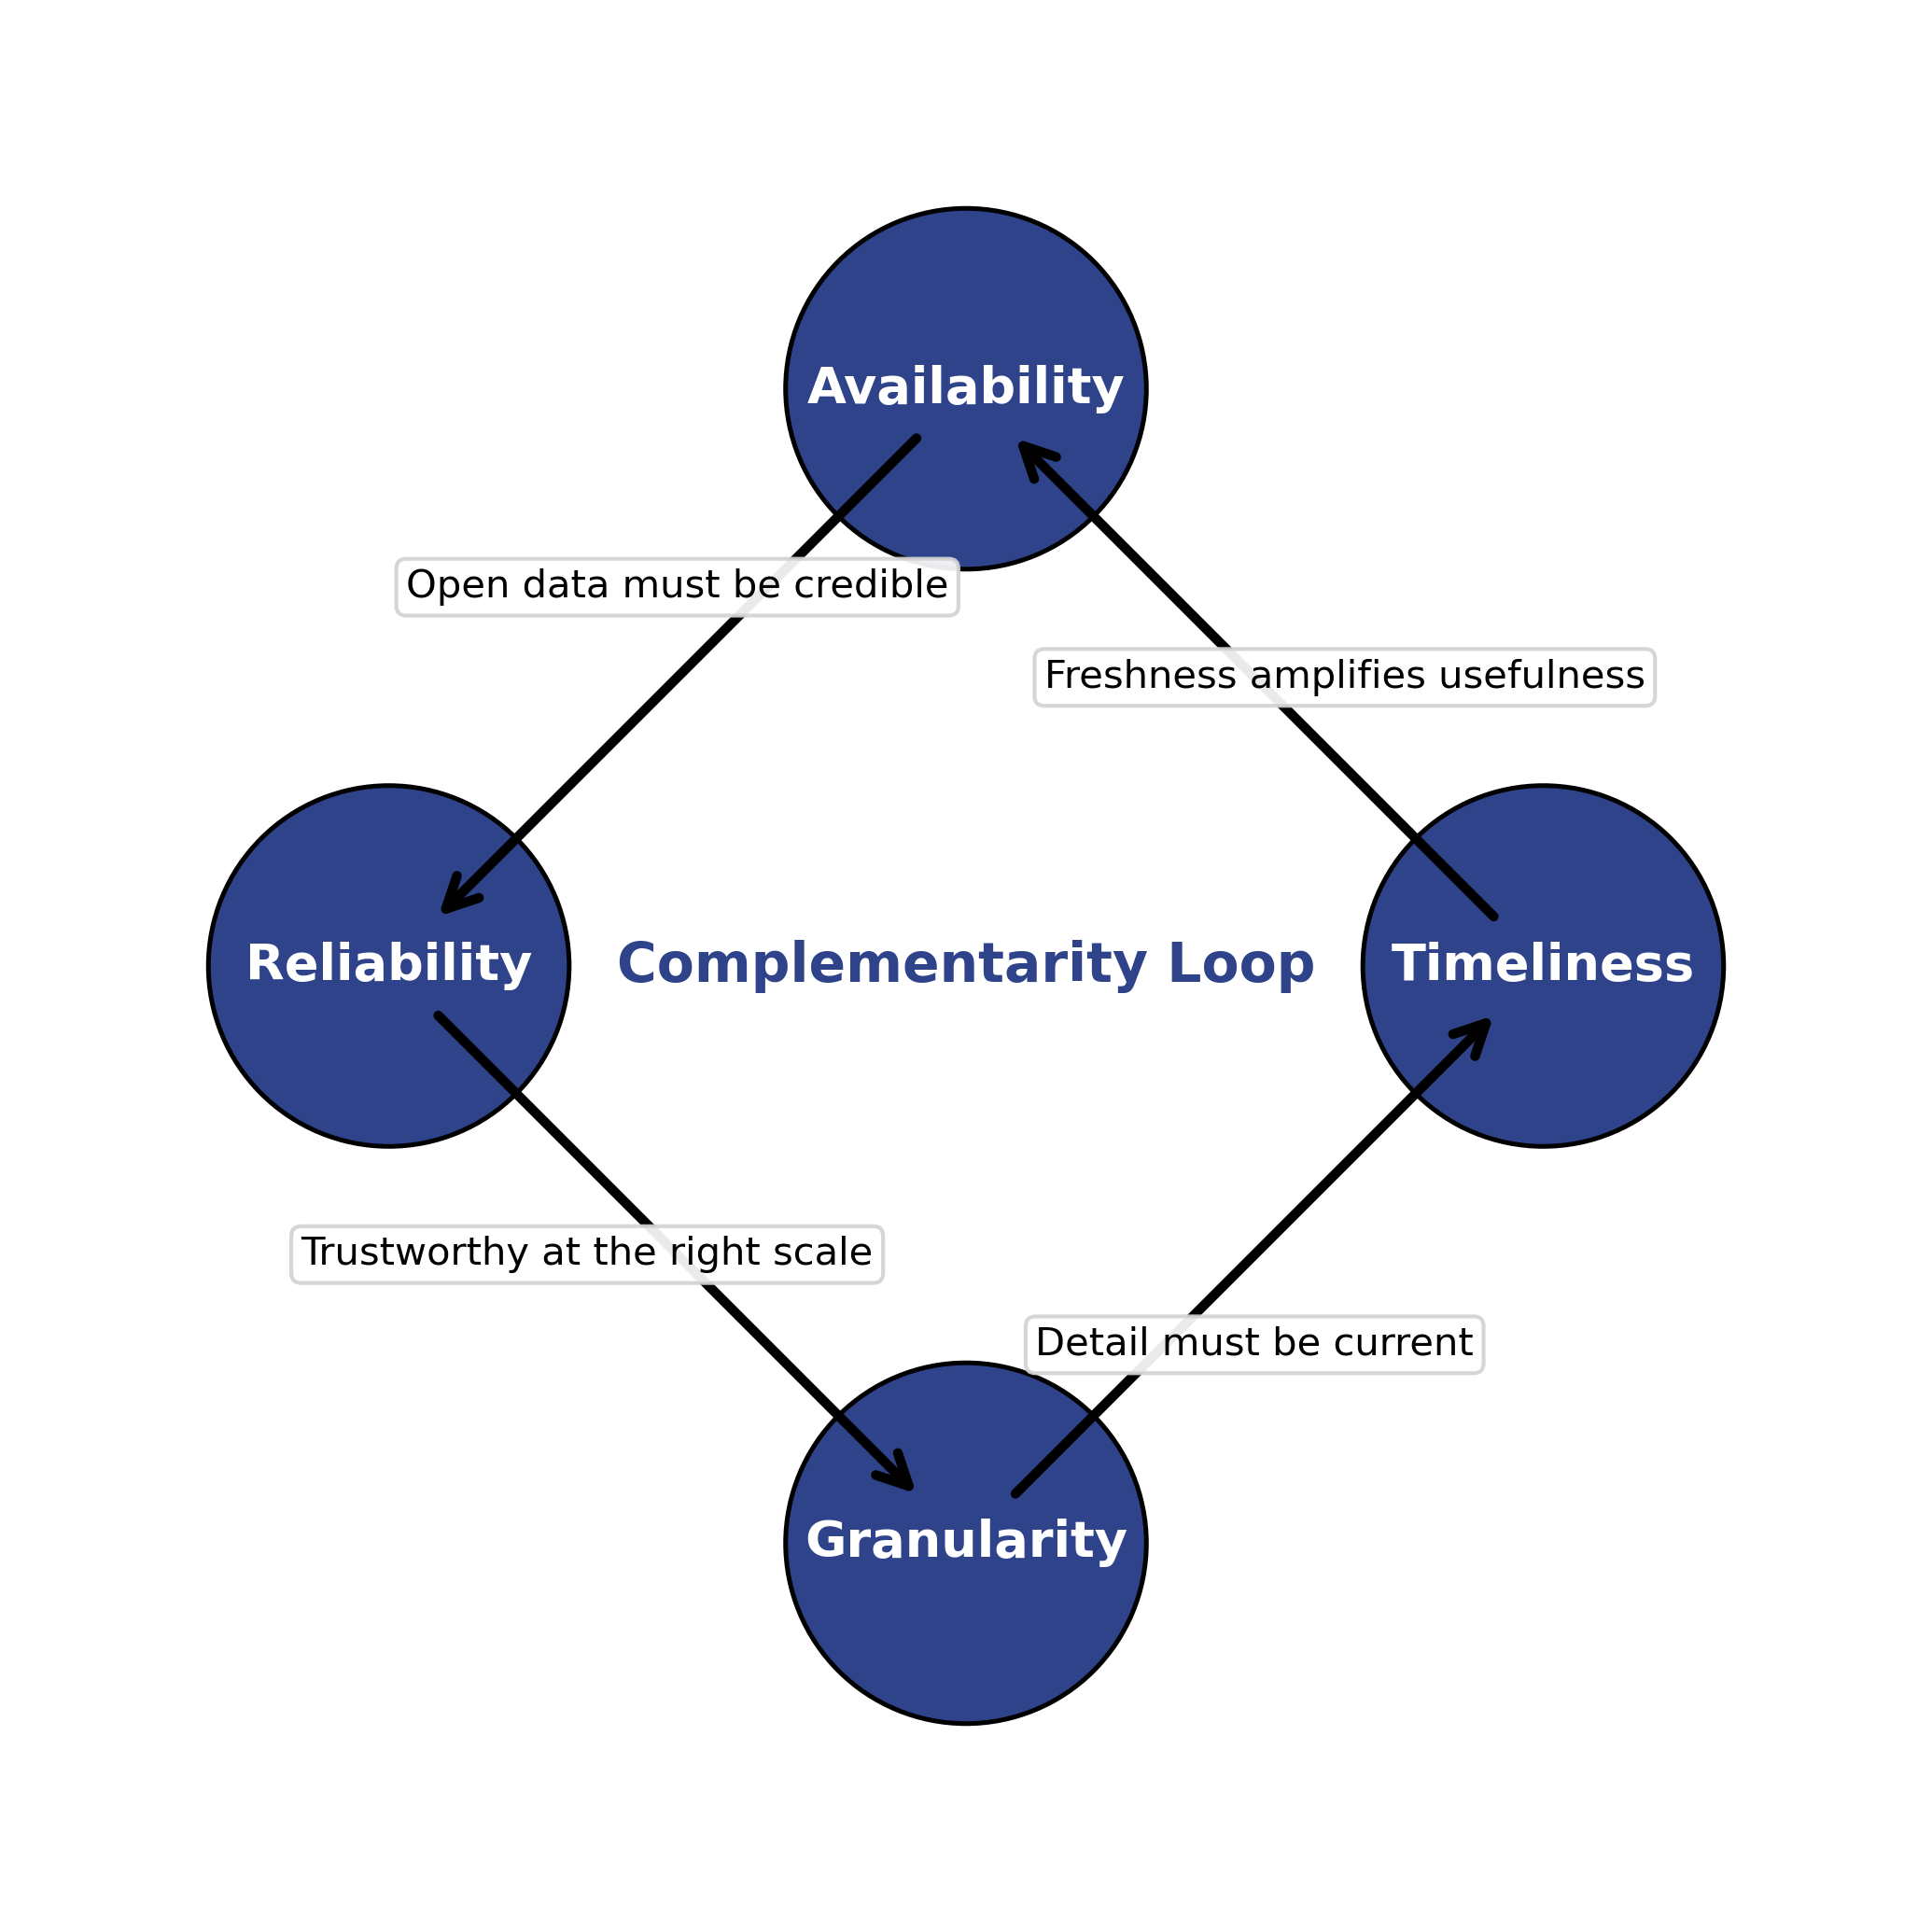 Availability
Open data must be credible
Freshness amplifies usefulness
Reliability
Complementarity Loop
Timeliness
Trustworthy at the right scale
Detail must be current
Granularity